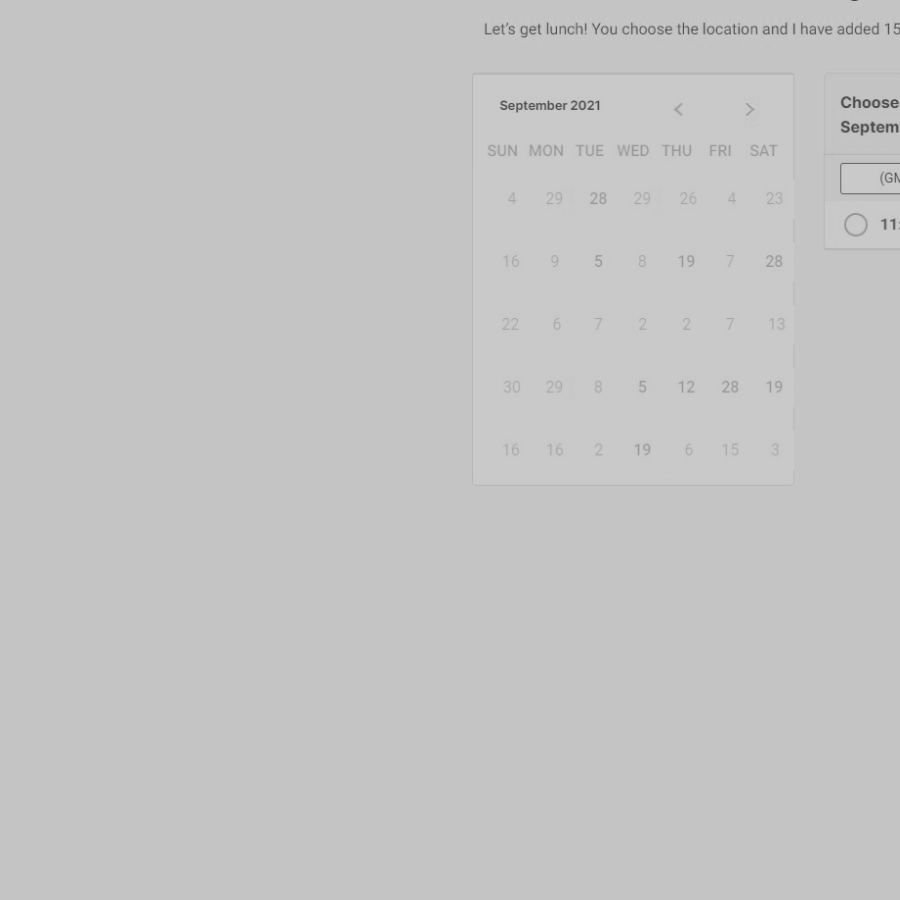 Let's get lunch! You choose the location and I have added 15
September 2021
SUN MON TUE WED THU FRI SAT
4 29 28 29 26 4 23
16 9 5 8 19 7 28
22 6 7 2 2 7 13
30 29 8 5 12 28 19
16 16 2 19 6 15 3
Choose
Septem
(GM
11: